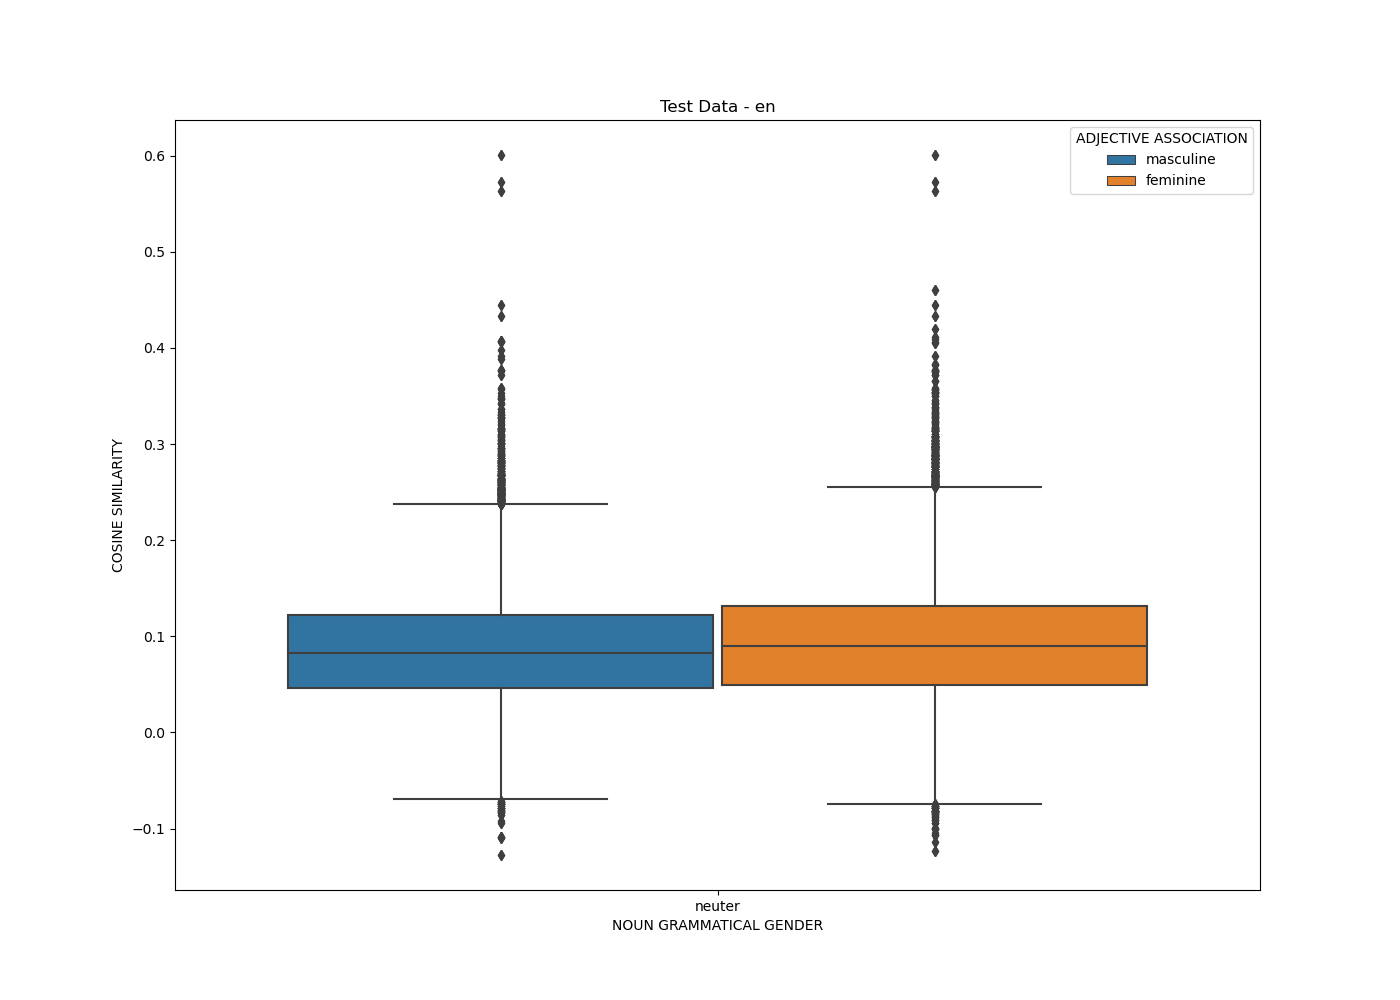 Test Data - en
ADJECTIVE ASSOCIATION
masculine
feminine
0.6
0.5
0.4
0.3
0.2
0.1
0.0
−0.1
COSINE SIMILARITY
neuter
NOUN GRAMMATICAL GENDER